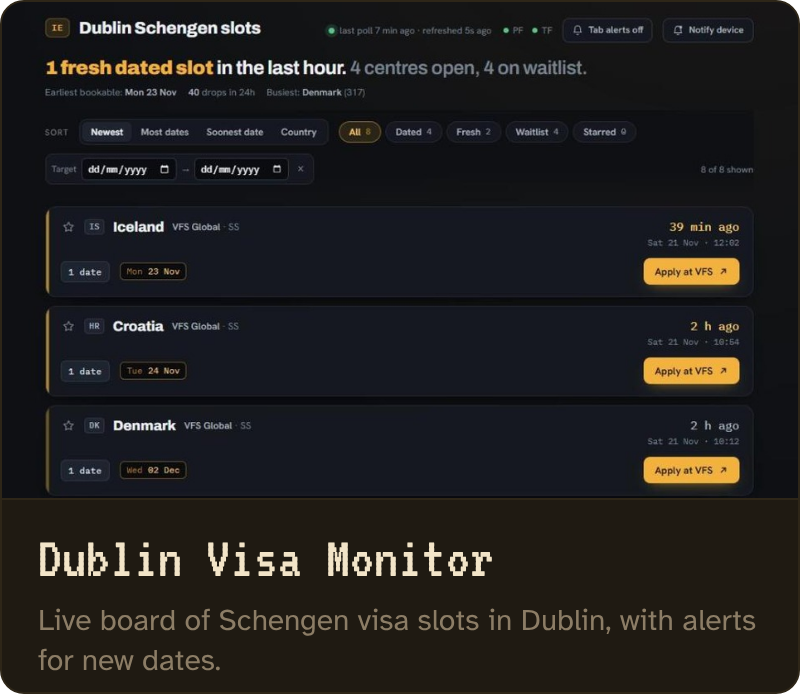 IE Dublin Schengen slots last poll 7 min ago · refreshed 5s ago PF TF Tab alerts off Notify device
1 fresh dated slot in the last hour. 4 centres open, 4 on waitlist.
Earliest bookable: Mon 23 Nov 40 drops in 24h Busiest: Denmark (317)
SORT Newest Most dates Soonest date Country All 8 Dated 4 Fresh 2 Waitlist 4 Starred 0
Target dd/mm/yyyy → dd/mm/yyyy × 8 of 8 shown
IS Iceland VFS Global · SS 39 min ago
Sat 21 Nov · 12:02
1 date Mon 23 Nov Apply at VFS ↗
HR Croatia VFS Global · SS 2 h ago
Sat 21 Nov · 10:54
1 date Tue 24 Nov Apply at VFS ↗
DK Denmark VFS Global · SS 2 h ago
Sat 21 Nov · 10:12
1 date Wed 02 Dec Apply at VFS ↗
Dublin Visa Monitor
Live board of Schengen visa slots in Dublin, with alerts
for new dates.